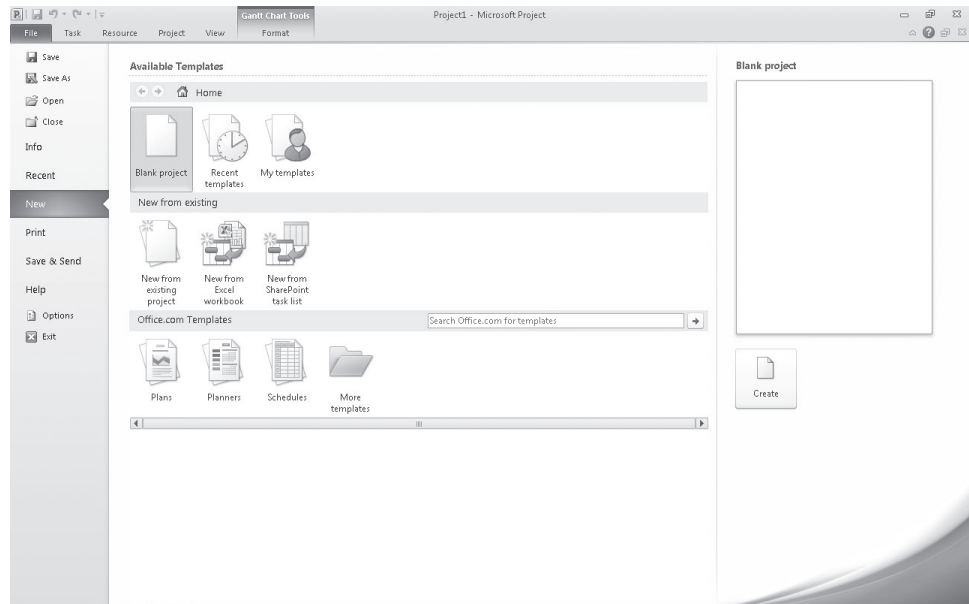 Gantt Chart Tools
Project1 - Microsoft Project
File Task Resource Project View Format
Save
Save As
Open
Close
Info
Recent
New
Print
Save & Send
Help
Options
Exit
Available Templates
Home
Blank project
Recent
templates
My templates
New from existing
New from
existing
project
New from
Excel
workbook
New from
SharePoint
task list
Office.com Templates
Search Office.com for templates
Plans
Planners
Schedules
More
templates
Blank project
Create